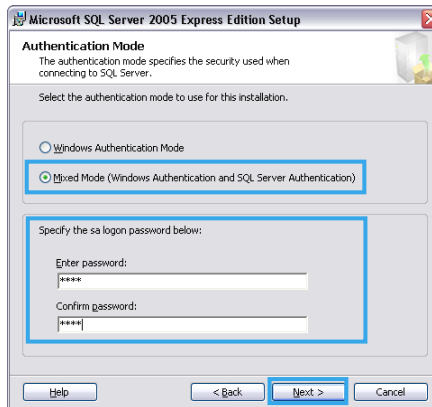 Microsoft SQL Server 2005 Express Edition Setup
Authentication Mode
The authentication mode specifies the security used when
connecting to SQL Server.
Select the authentication mode to use for this installation.
Windows Authentication Mode
Mixed Mode (Windows Authentication and SQL Server Authentication)
Specify the sa logon password below:
Enter password:
****
Confirm password:
****
Help
< Back
Next >
Cancel